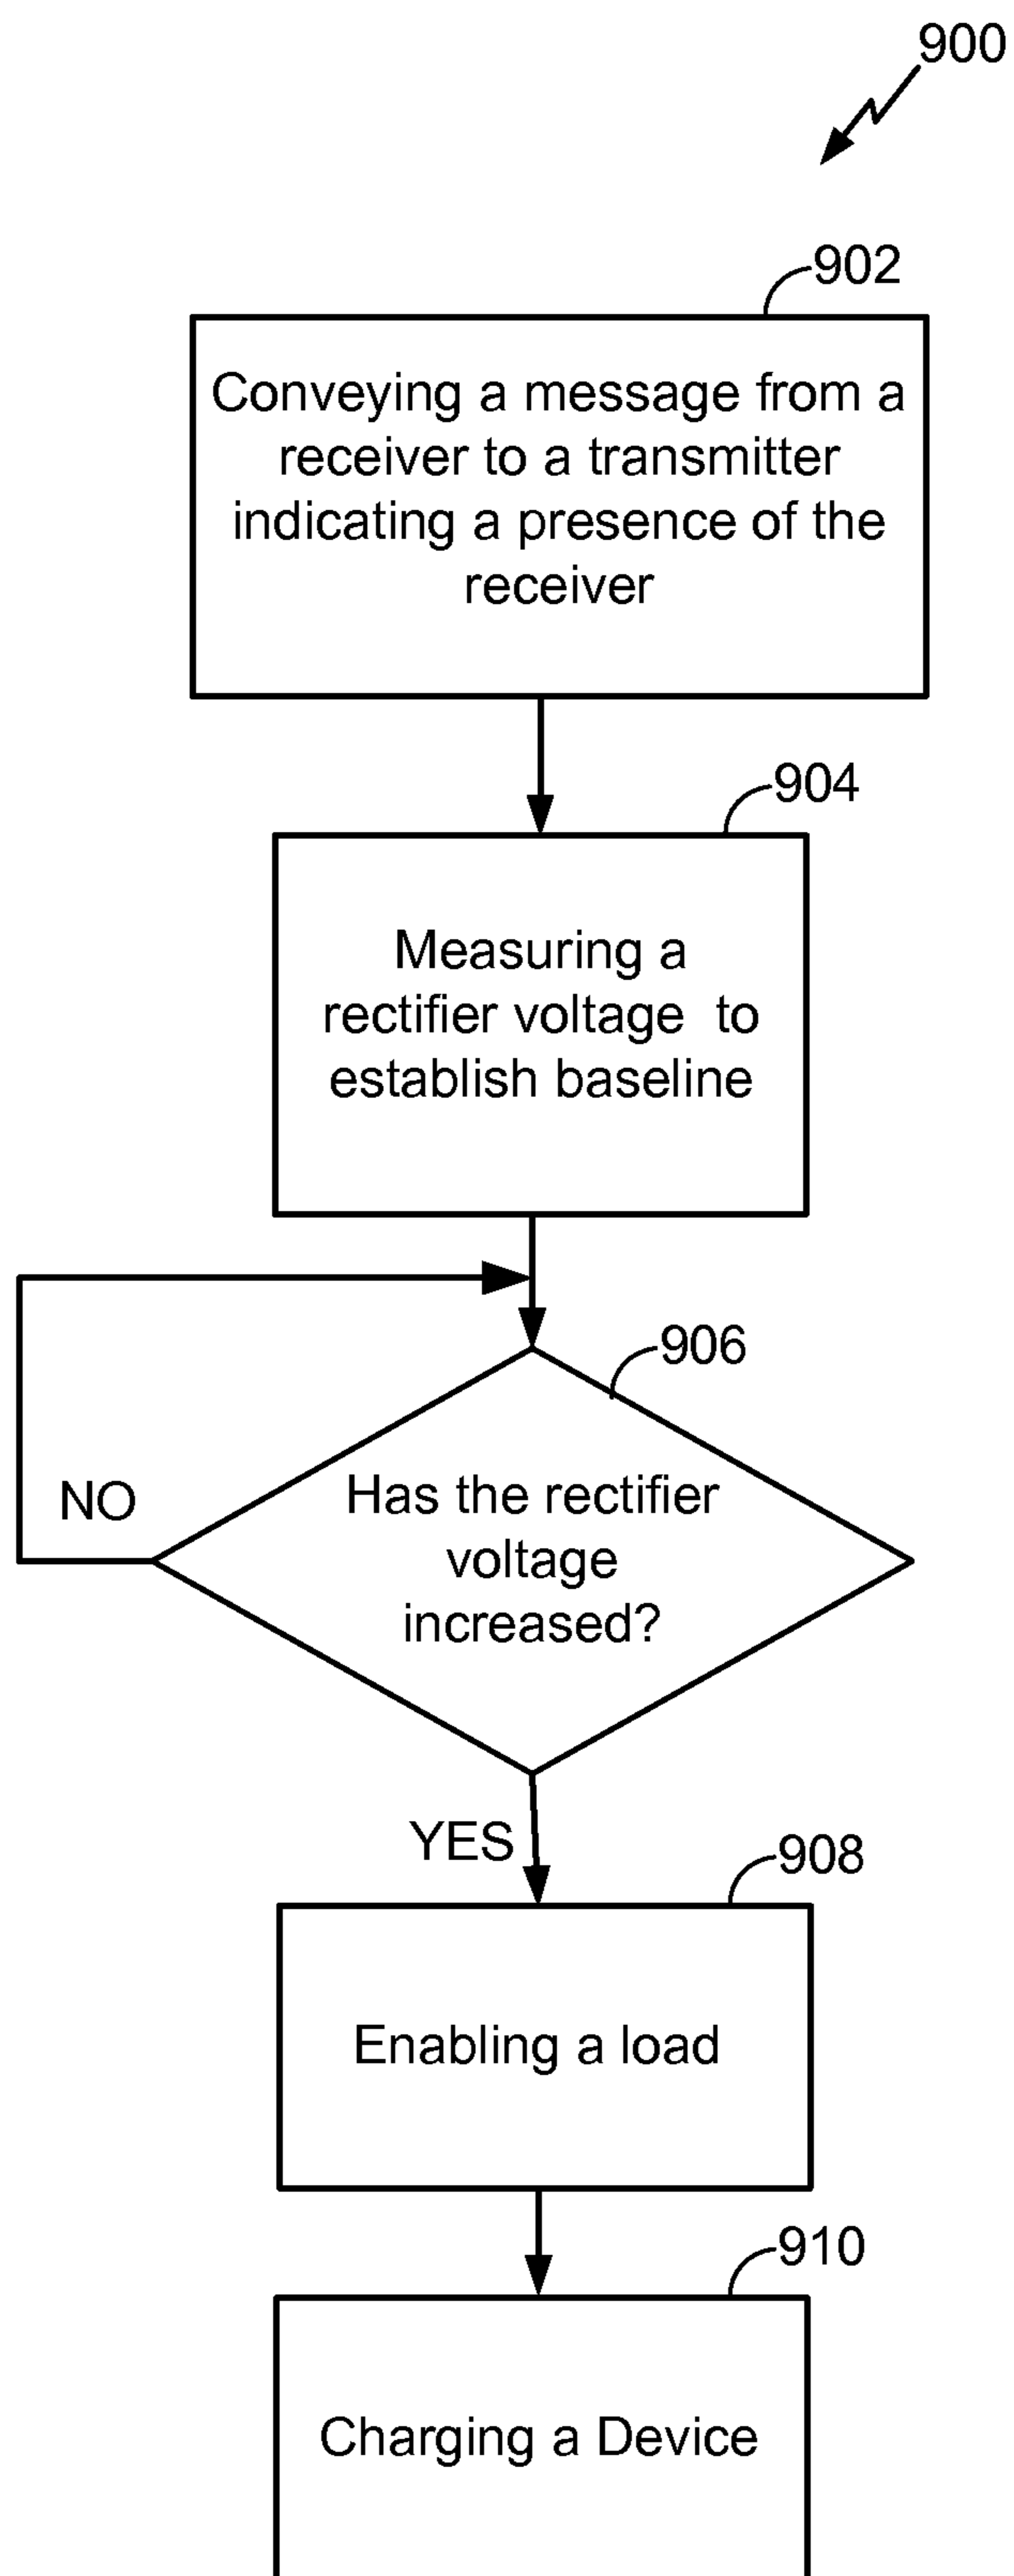 900
902
Conveying a message from a
receiver to a transmitter
indicating a presence of the
receiver
904
Measuring a
rectifier voltage to
establish baseline
906
Has the rectifier
voltage
increased?
NO
YES
908
Enabling a load
910
Charging a Device